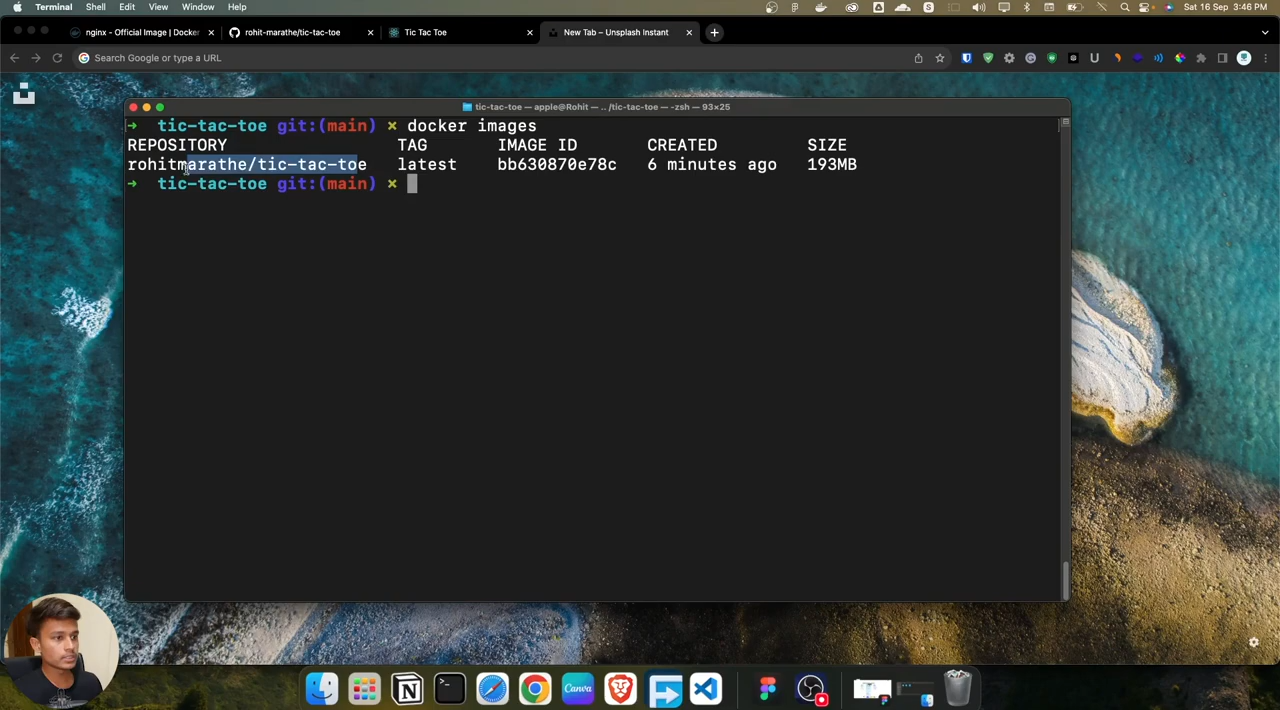 Terminal Shell Edit View Window Help Sat 16 Sep 3:46 PM
nginx - Official Image | Docker rohit-marathe/tic-tac-toe Tic Tac Toe New Tab – Unsplash Instant
Search Google or type a URL
tic-tac-toe — apple@Rohit — .. /tic-tac-toe — -zsh — 93×25
→ tic-tac-toe git:(main) × docker images
REPOSITORY TAG IMAGE ID CREATED SIZE
rohitmarathe/tic-tac-toe latest bb630870e78c 6 minutes ago 193MB
→ tic-tac-toe git:(main) ×
Canva